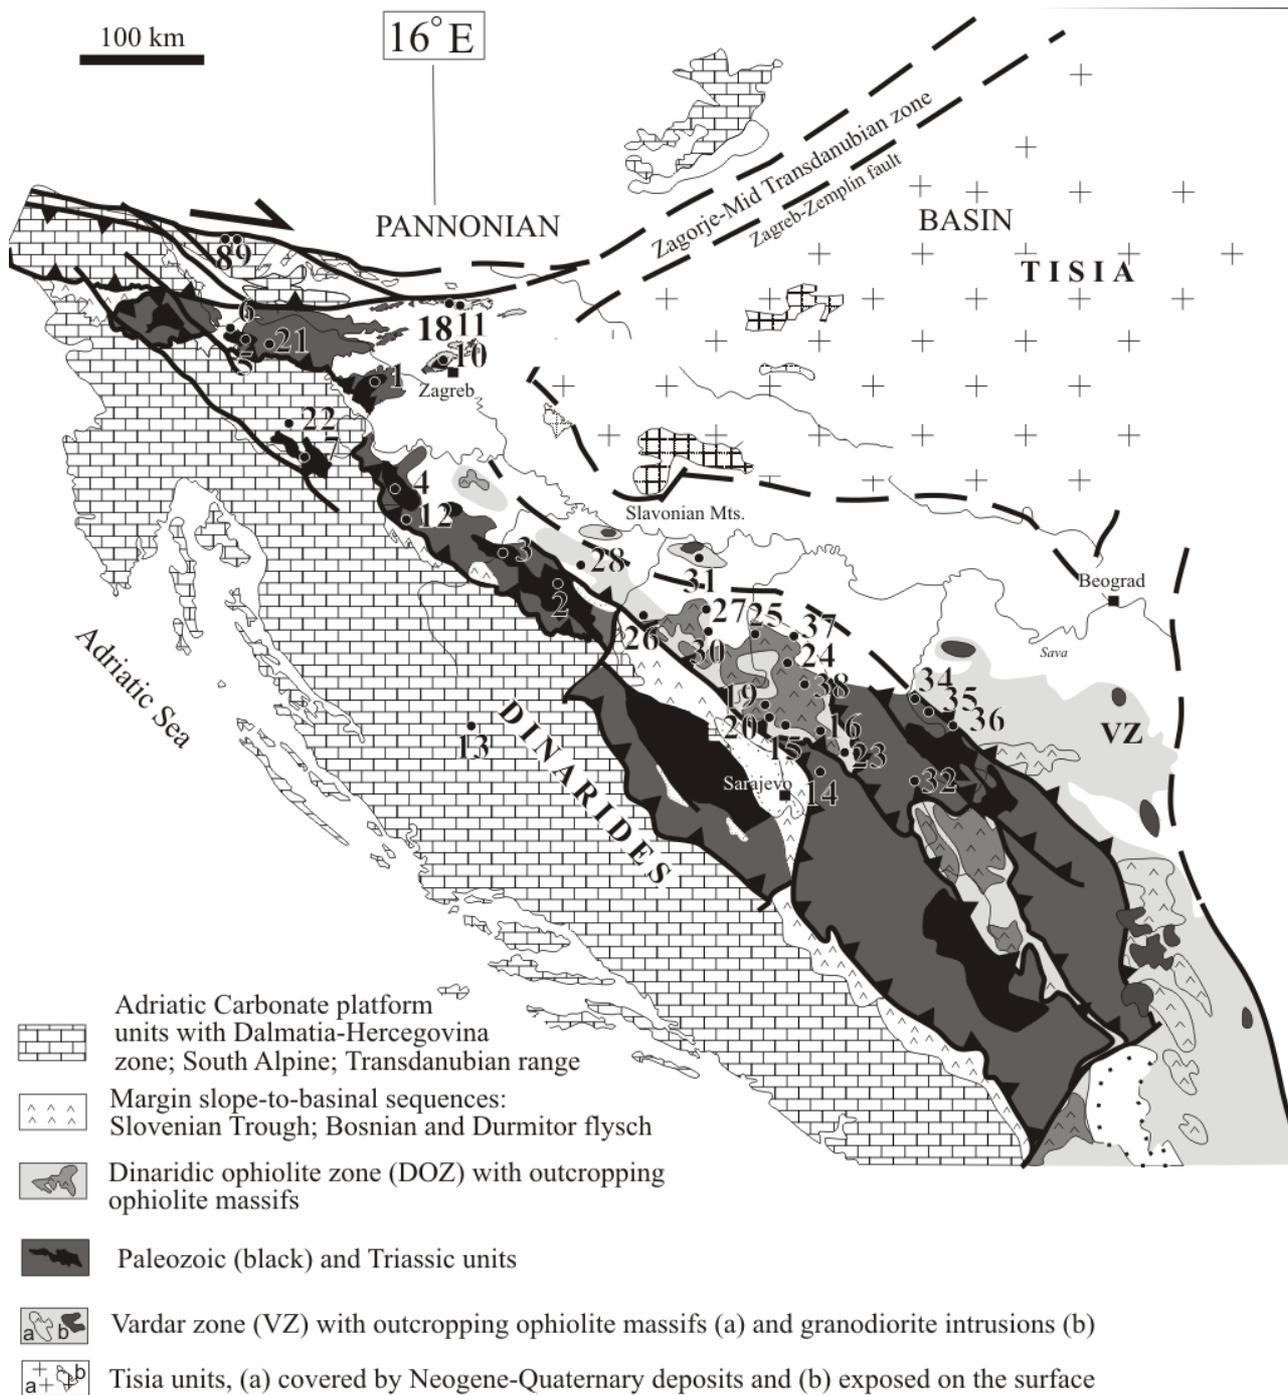 100 km
16°E
PANNONIAN
Zagorje-Mid Transdanubian zone
Zagreb-Zemplin fault
BASIN
TISIA
8
9
6
5
21
18
11
10
Zagreb
1
22
7
4
12
Slavonian Mts.
3
28
2
31
27
25
37
26
30
24
38
Beograd
Sava
Adriatic Sea
DINARIDES
13
19
20
15
16
23
34
35
36
VZ
Sarajevo
14
32
Adriatic Carbonate platform
units with Dalmatia-Hercegovina
zone; South Alpine; Transdanubian range
Margin slope-to-basinal sequences:
Slovenian Trough; Bosnian and Durmitor flysch
Dinaridic ophiolite zone (DOZ) with outcropping
ophiolite massifs
Paleozoic (black) and Triassic units
a b
Vardar zone (VZ) with outcropping ophiolite massifs (a) and granodiorite intrusions (b)
a b
Tisia units, (a) covered by Neogene-Quaternary deposits and (b) exposed on the surface